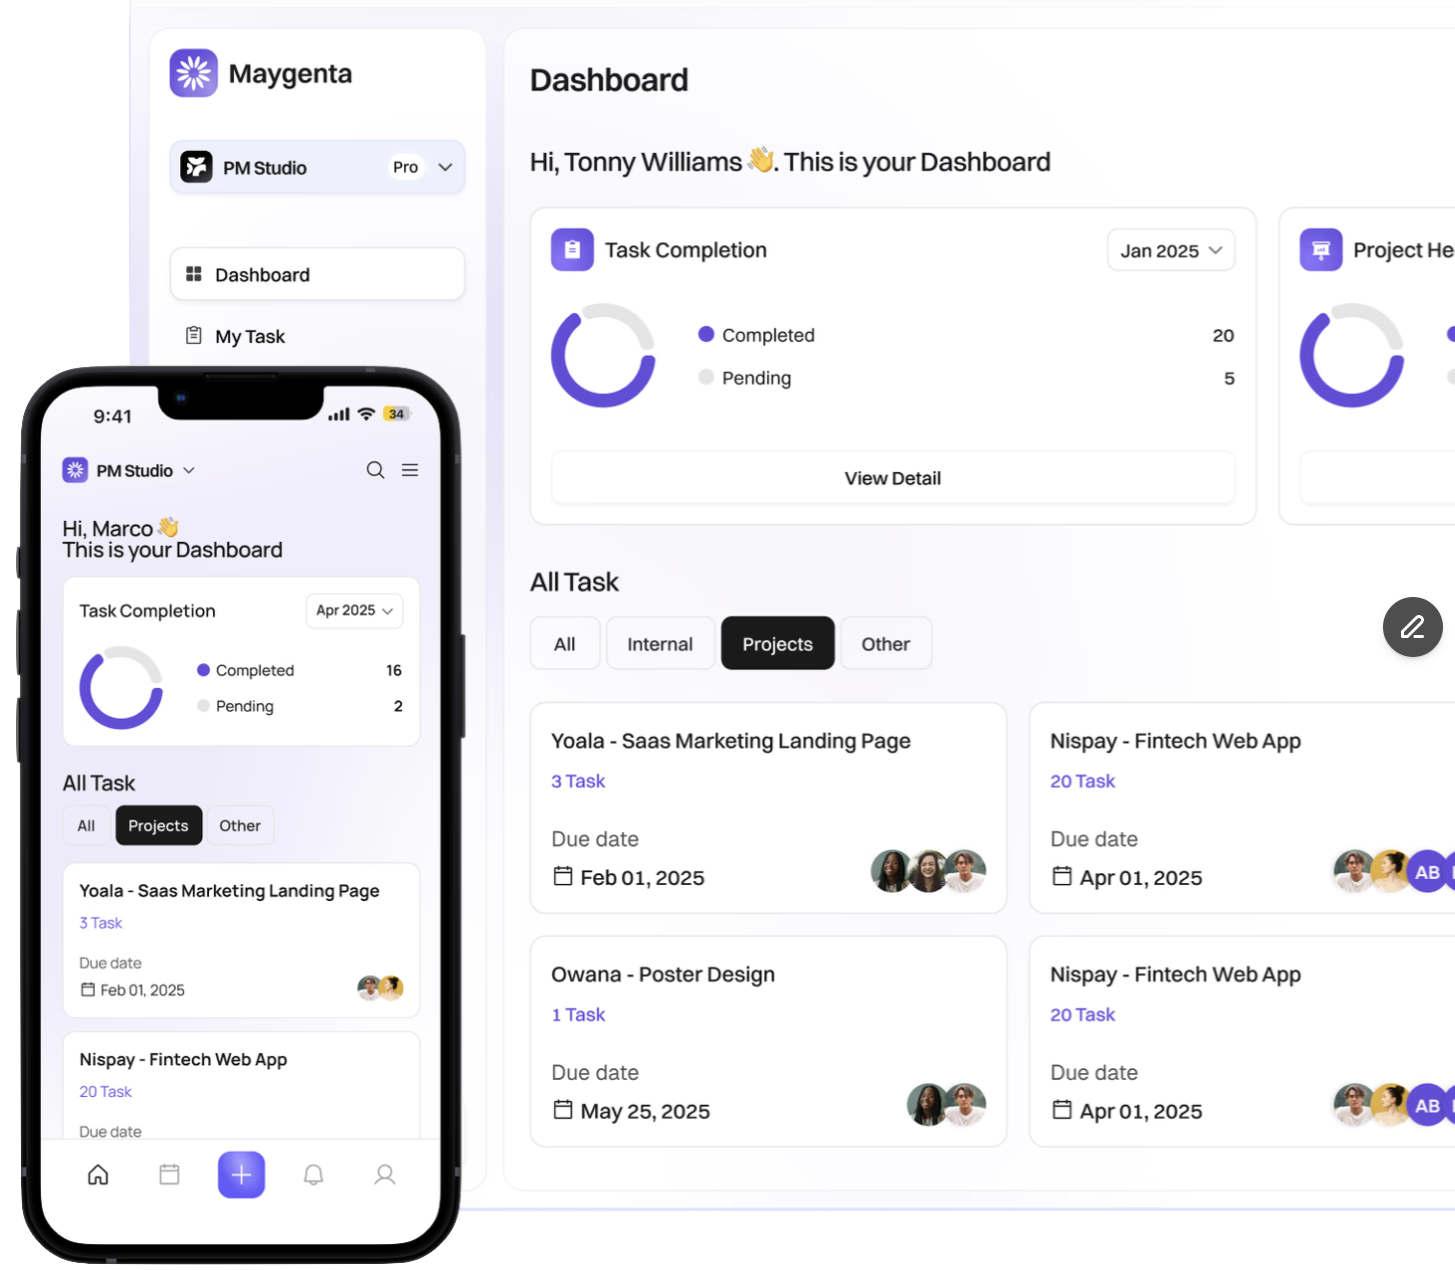 Maygenta
PM Studio
Pro
Dashboard
My Task
Dashboard
Hi, Tonny Williams 👋. This is your Dashboard
Task Completion
Jan 2025
Completed
20
Pending
5
View Detail
Project He
All Task
All
Internal
Projects
Other
Yoala - Saas Marketing Landing Page
3 Task
Due date
Feb 01, 2025
Nispay - Fintech Web App
20 Task
Due date
Apr 01, 2025
AB
Owana - Poster Design
1 Task
Due date
May 25, 2025
Nispay - Fintech Web App
20 Task
Due date
Apr 01, 2025
AB
9:41
34
PM Studio
Hi, Marco 👋
This is your Dashboard
Task Completion
Apr 2025
Completed
16
Pending
2
All Task
All
Projects
Other
Yoala - Saas Marketing Landing Page
3 Task
Due date
Feb 01, 2025
Nispay - Fintech Web App
20 Task
Due date